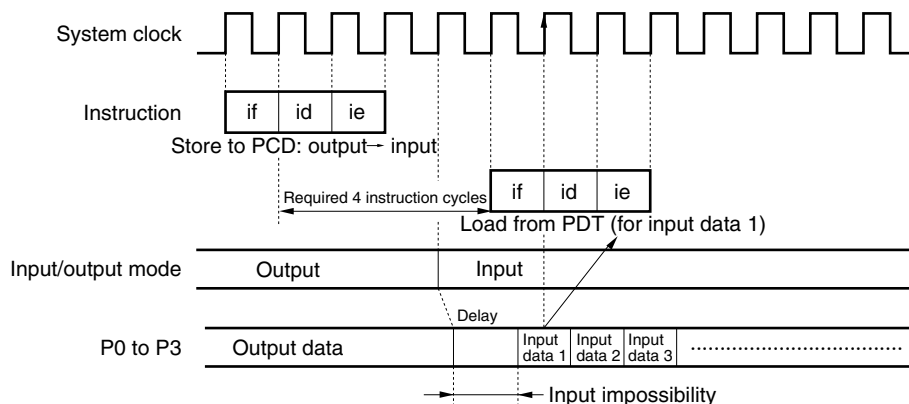 System clock
Instruction
if id ie
Store to PCD: output → input
if id ie
Required 4 instruction cycles
Load from PDT (for input data 1)
Input/output mode
Output
Input
Delay
P0 to P3
Output data
Input data 1
Input data 2
Input data 3
Input impossibility